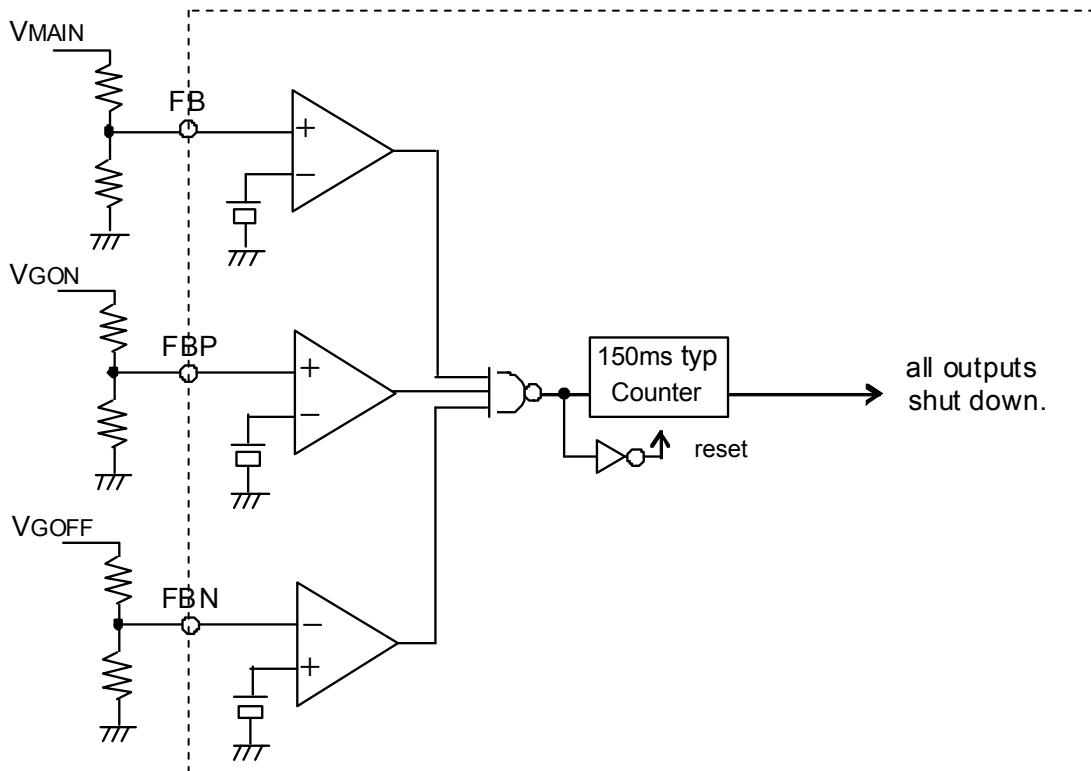 VMAIN
FB
+
−
VGON
FBP
+
−
150ms typ
Counter
all outputs
shut down.
reset
VGOFF
FBN
−
+